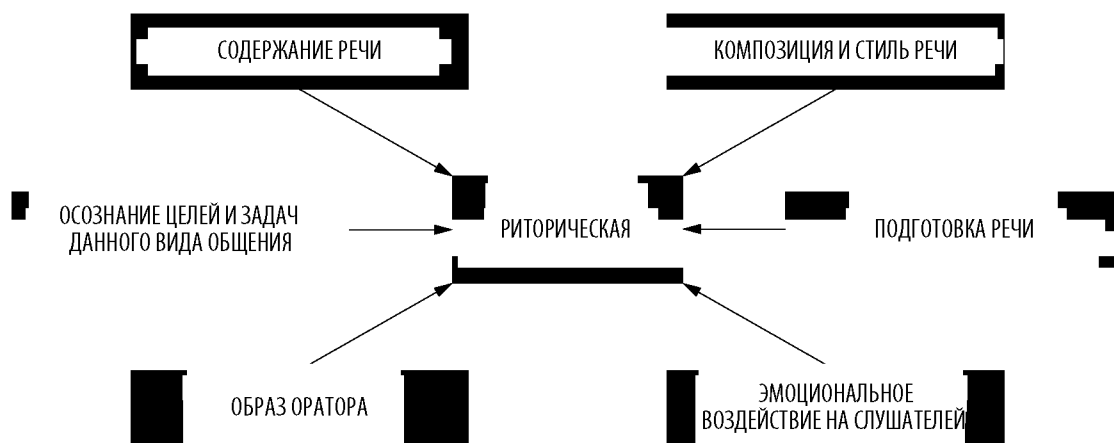 СОДЕРЖАНИЕ РЕЧИ
КОМПОЗИЦИЯ И СТИЛЬ РЕЧИ
ОСОЗНАНИЕ ЦЕЛЕЙ И ЗАДАЧ
ДАННОГО ВИДА ОБЩЕНИЯ
РИТОРИЧЕСКАЯ
ПОДГОТОВКА РЕЧИ
ОБРАЗ ОРАТОРА
ЭМОЦИОНАЛЬНОЕ
ВОЗДЕЙСТВИЕ НА СЛУШАТЕЛЕЙ